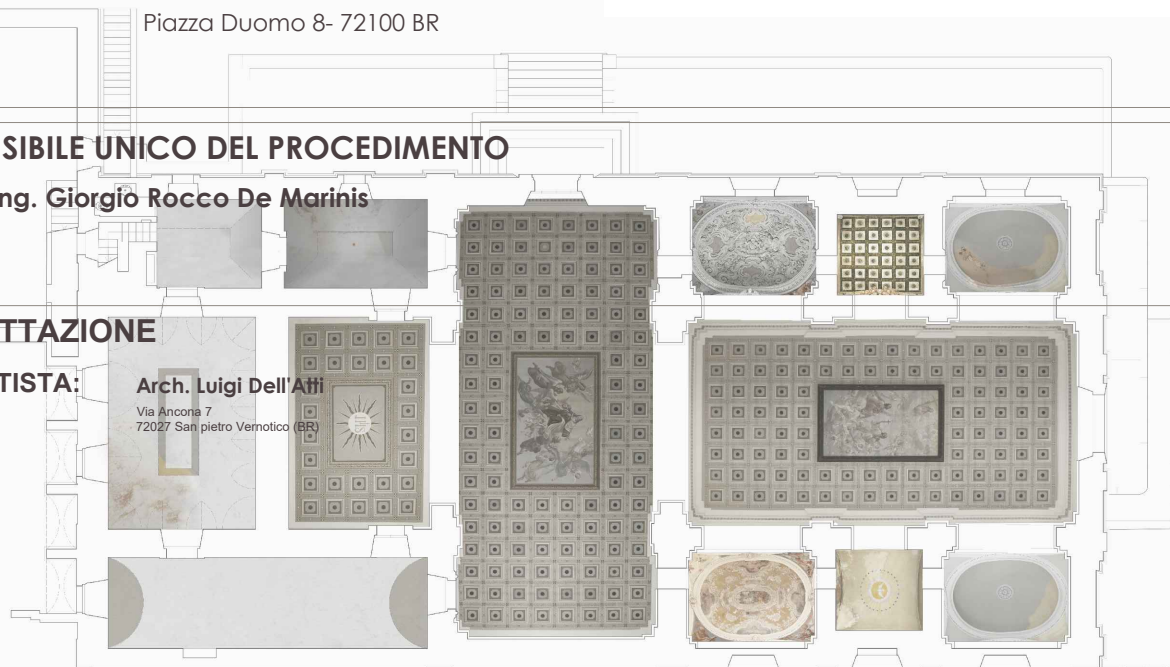 Piazza Duomo 8- 72100 BR
SIBILE UNICO DEL PROCEDIMENTO
ng. Giorgio Rocco De Marinis
TTAZIONE
TISTA:
Arch. Luigi Dell'Atti
Via Ancona 7
72027 San pietro Vernotico (BR)